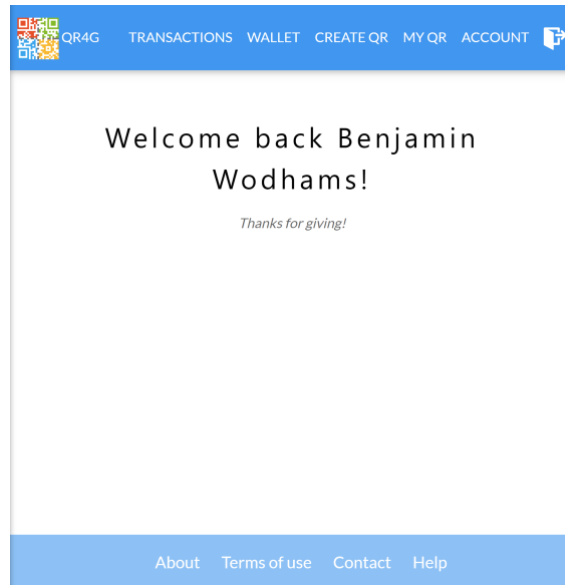 QR4G TRANSACTIONS WALLET CREATE QR MY QR ACCOUNT
Welcome back Benjamin
Wodhams!
Thanks for giving!
About Terms of use Contact Help